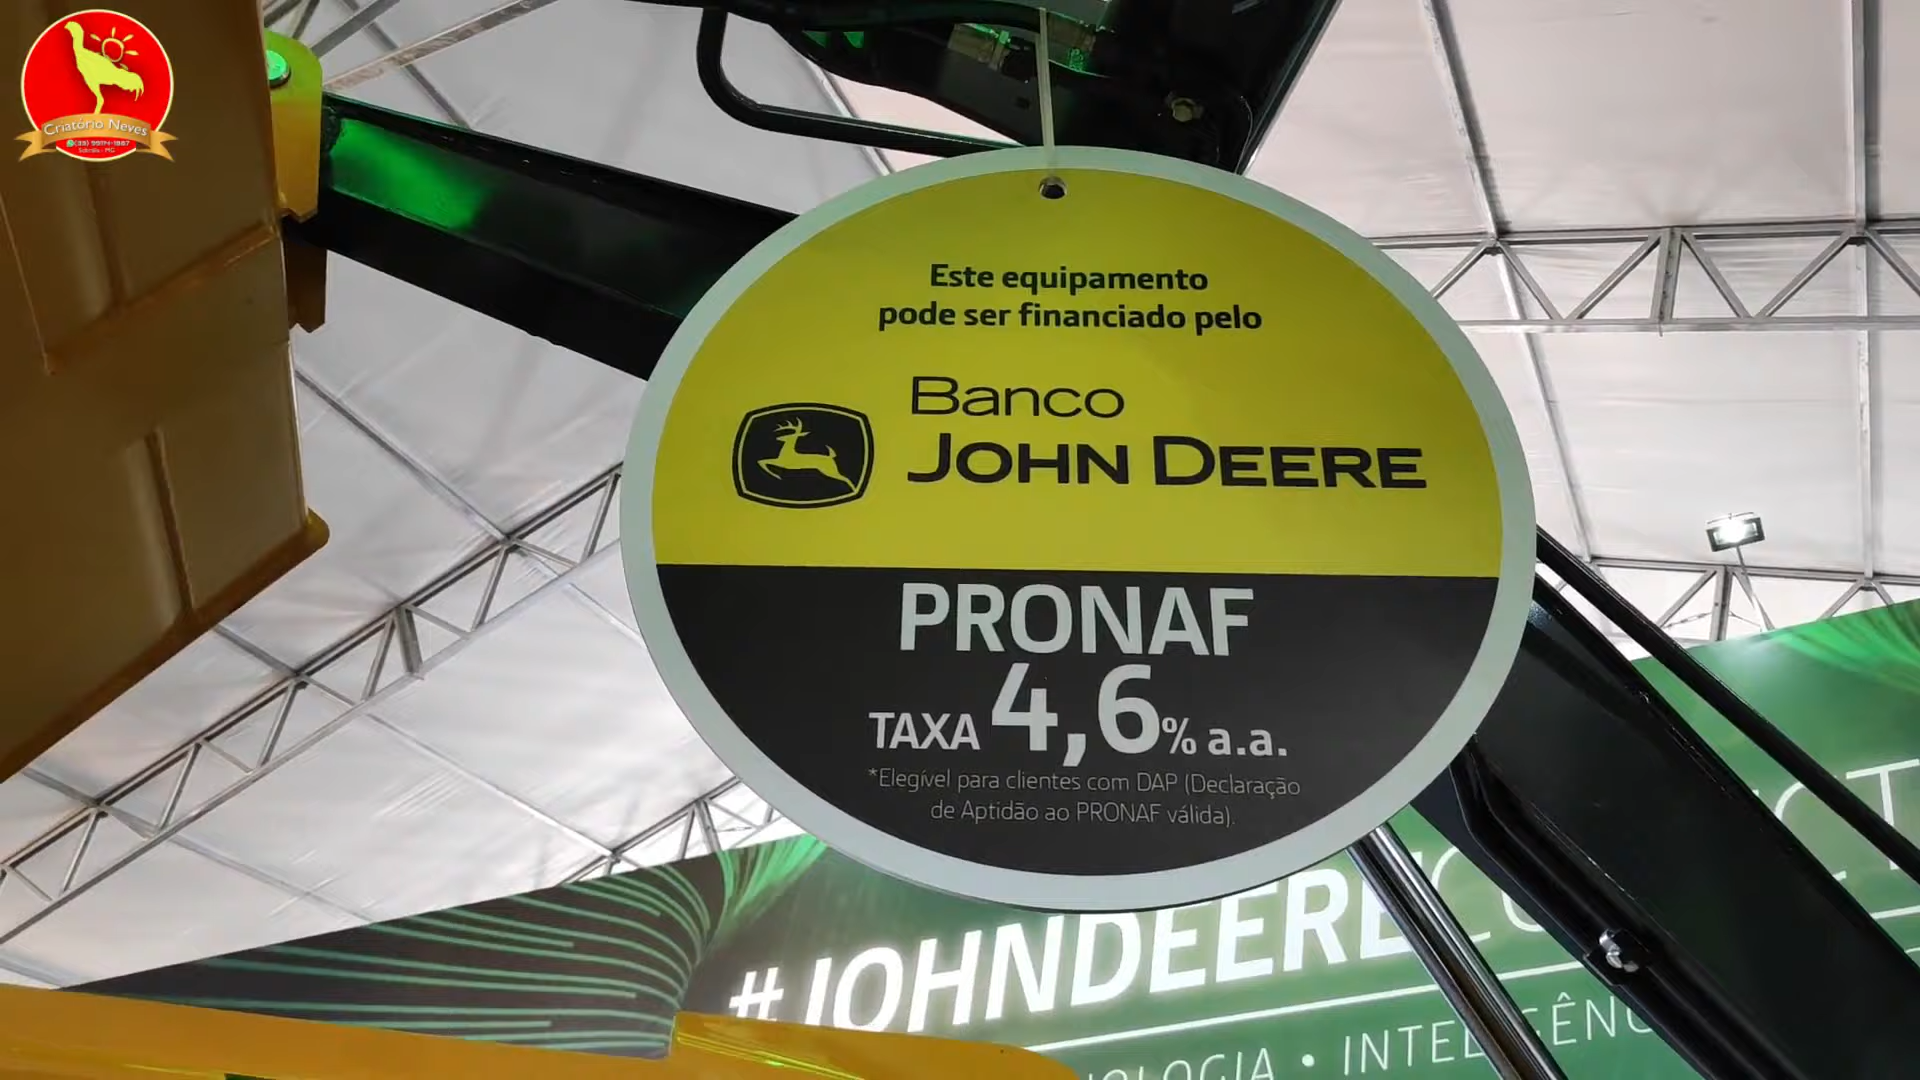 Criatório Neves
Este equipamento
pode ser financiado pelo
Banco
JOHN DEERE
PRONAF
TAXA 4,6% a.a.
*Elegível para clientes com DAP (Declaração
de Aptidão ao PRONAF válida).
#JOHNDEERE